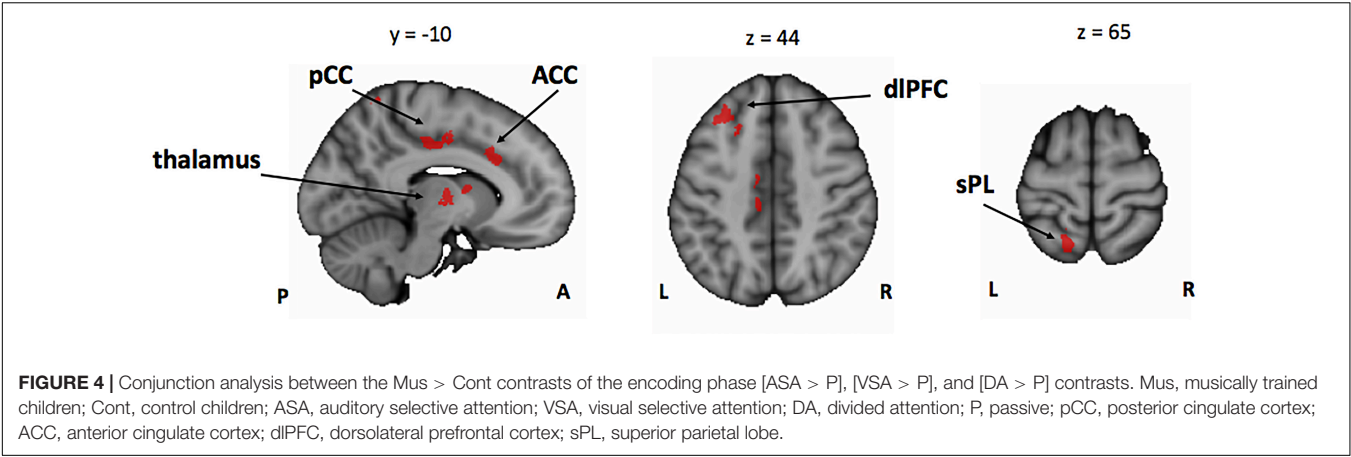 y = -10
z = 44
z = 65
pCC
ACC
dlPFC
thalamus
sPL
P
A
L
R
L
R
FIGURE 4 | Conjunction analysis between the Mus > Cont contrasts of the encoding phase [ASA > P], [VSA > P], and [DA > P] contrasts. Mus, musically trained
children; Cont, control children; ASA, auditory selective attention; VSA, visual selective attention; DA, divided attention; P, passive; pCC, posterior cingulate cortex;
ACC, anterior cingulate cortex; dlPFC, dorsolateral prefrontal cortex; sPL, superior parietal lobe.